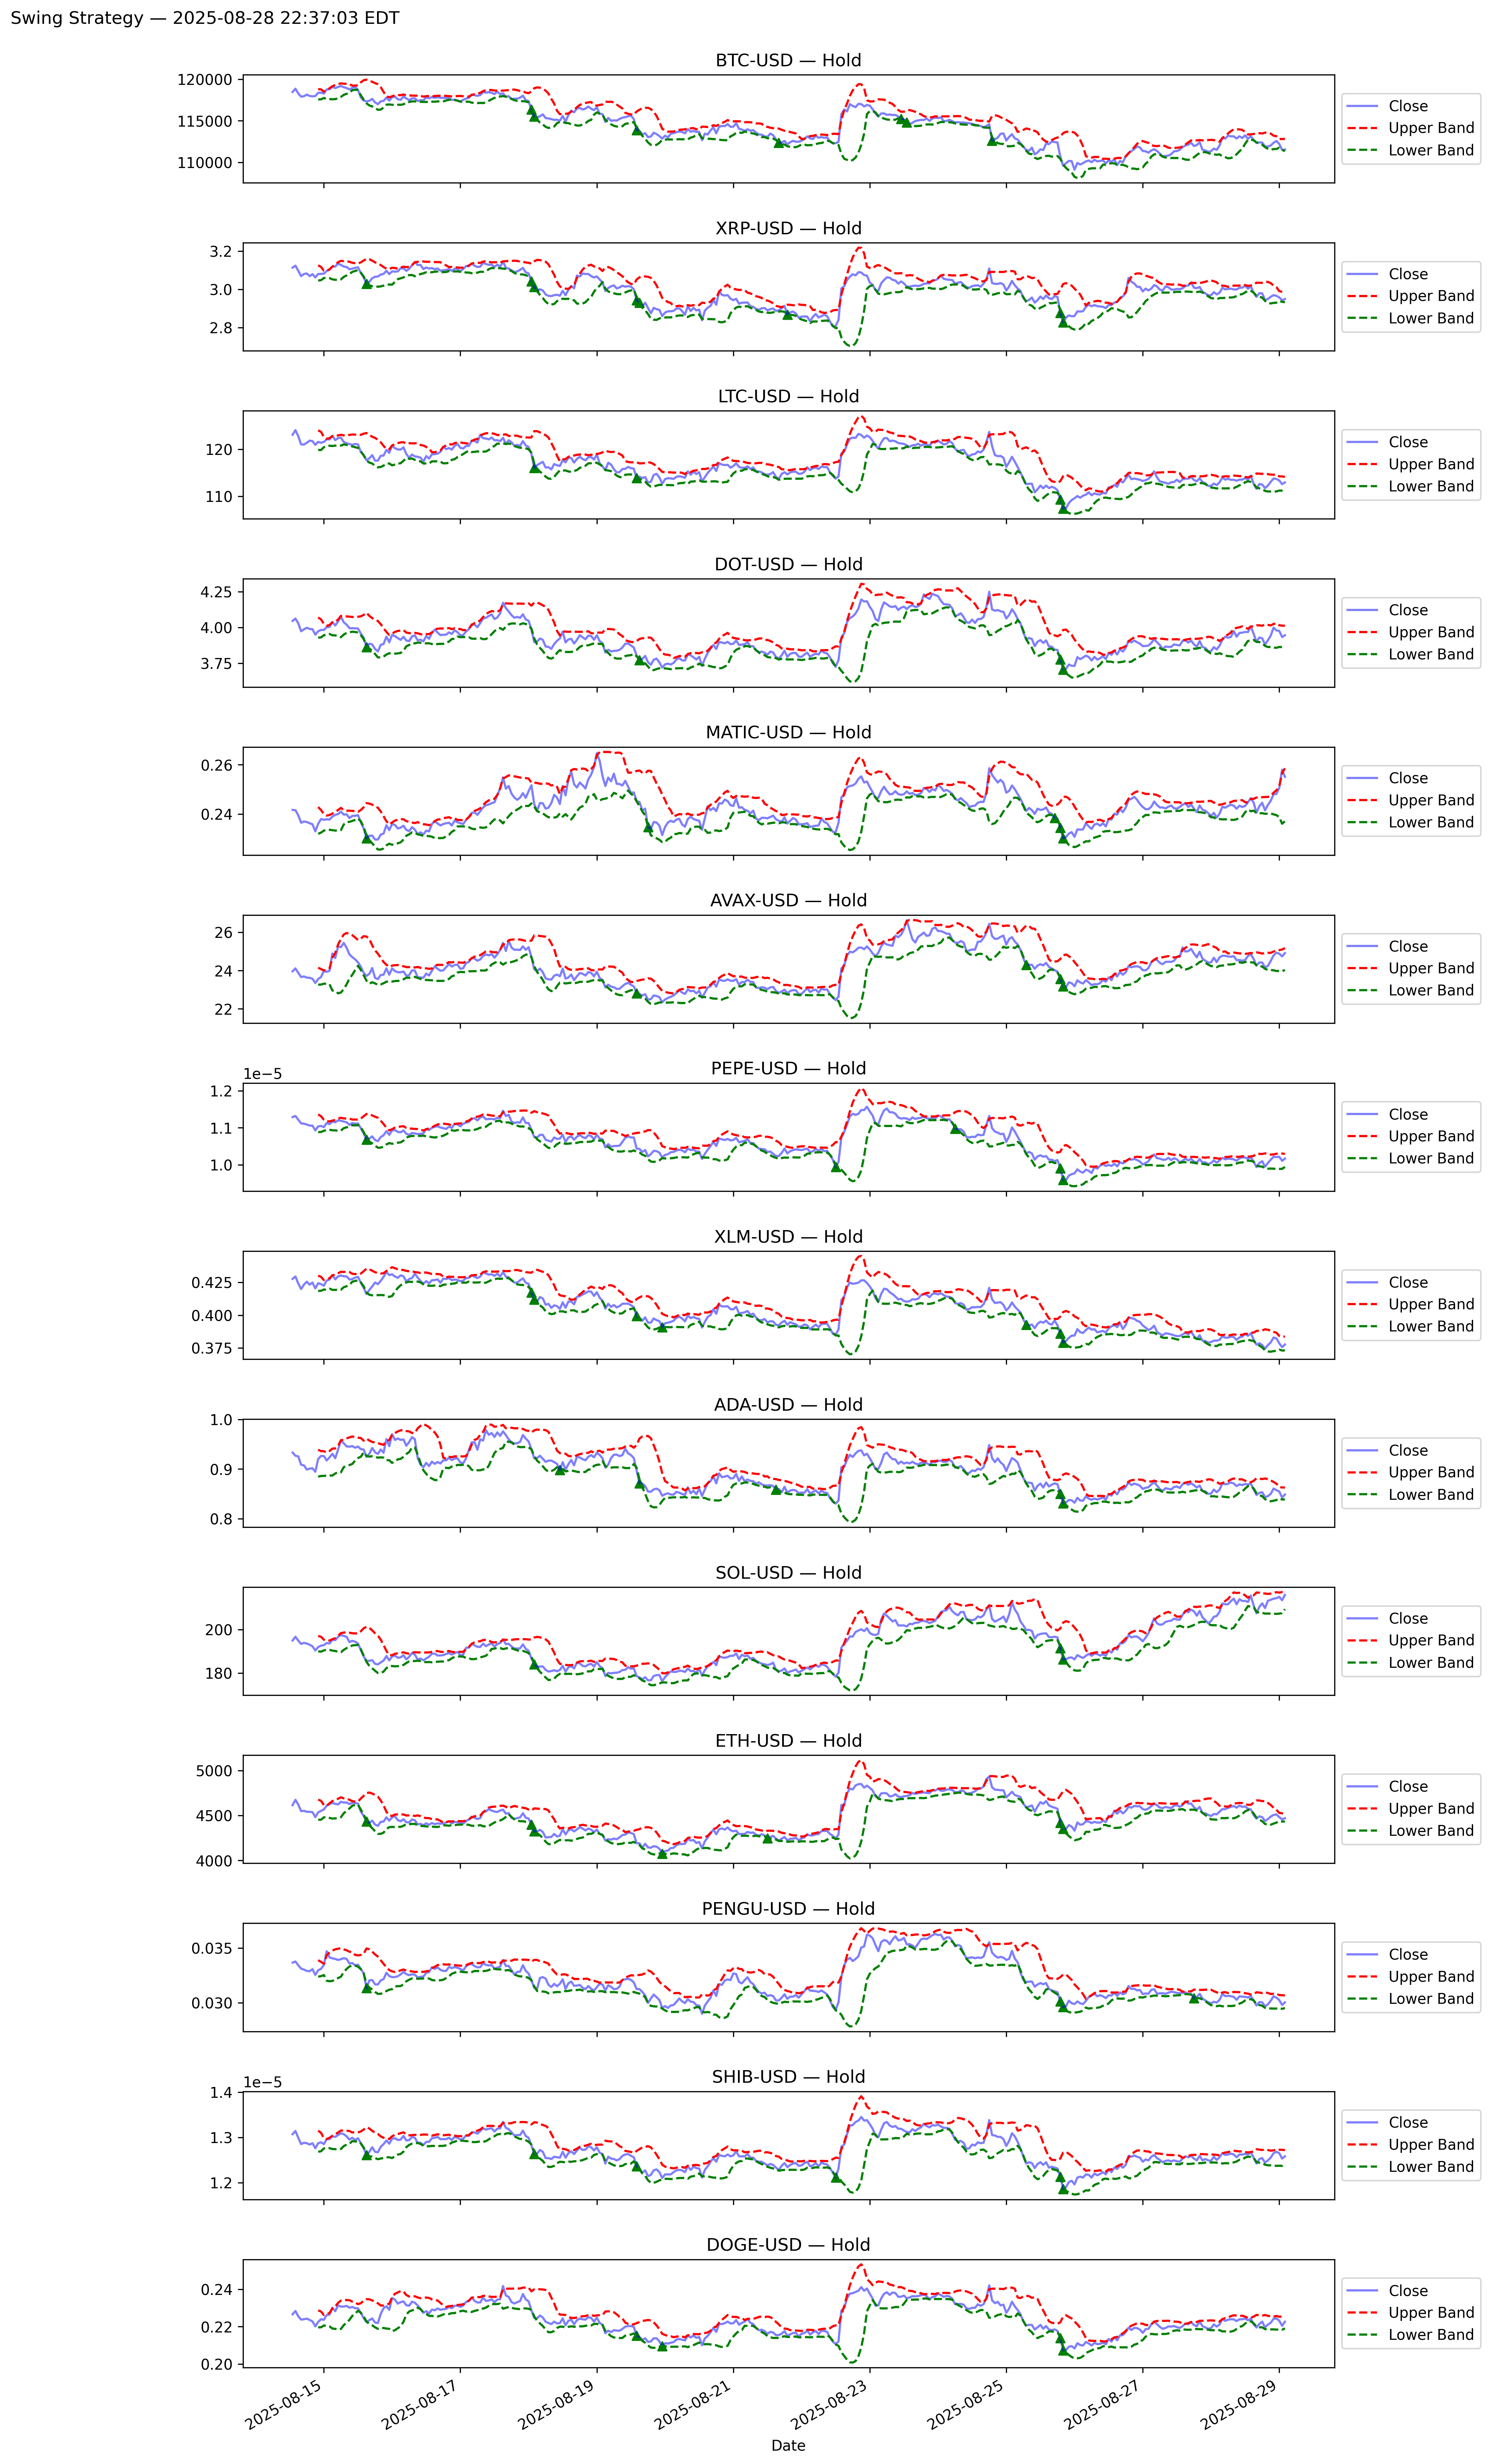 Swing Strategy — 2025-08-28 22:37:03 EDT
BTC-USD — Hold
120000
115000
110000
Close
Upper Band
Lower Band
XRP-USD — Hold
3.2
3.0
2.8
Close
Upper Band
Lower Band
LTC-USD — Hold
120
110
Close
Upper Band
Lower Band
DOT-USD — Hold
4.25
4.00
3.75
Close
Upper Band
Lower Band
MATIC-USD — Hold
0.26
0.24
Close
Upper Band
Lower Band
AVAX-USD — Hold
26
24
22
Close
Upper Band
Lower Band
PEPE-USD — Hold
1e−5
1.2
1.1
1.0
Close
Upper Band
Lower Band
XLM-USD — Hold
0.425
0.400
0.375
Close
Upper Band
Lower Band
ADA-USD — Hold
1.0
0.9
0.8
Close
Upper Band
Lower Band
SOL-USD — Hold
200
180
Close
Upper Band
Lower Band
ETH-USD — Hold
5000
4500
4000
Close
Upper Band
Lower Band
PENGU-USD — Hold
0.035
0.030
Close
Upper Band
Lower Band
SHIB-USD — Hold
1e−5
1.4
1.3
1.2
Close
Upper Band
Lower Band
DOGE-USD — Hold
0.24
0.22
0.20
Close
Upper Band
Lower Band
2025-08-15
2025-08-17
2025-08-19
2025-08-21
2025-08-23
2025-08-25
2025-08-27
2025-08-29
Date